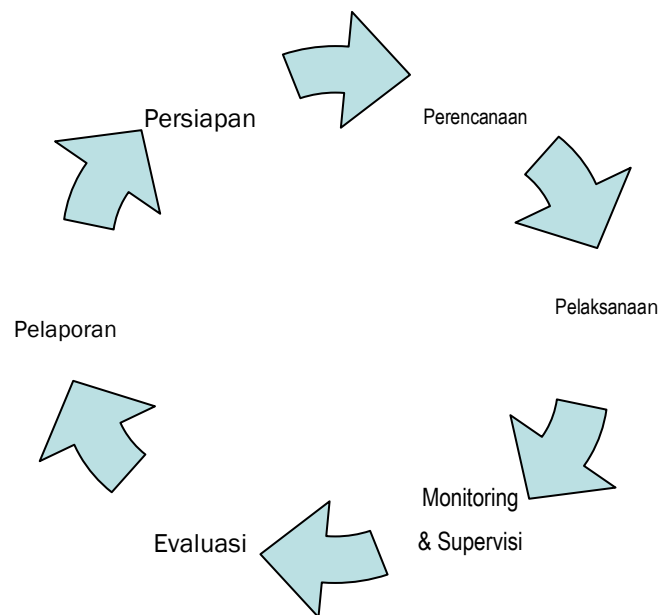 Persiapan
Perencanaan
Pelaksanaan
Monitoring
& Supervisi
Evaluasi
Pelaporan